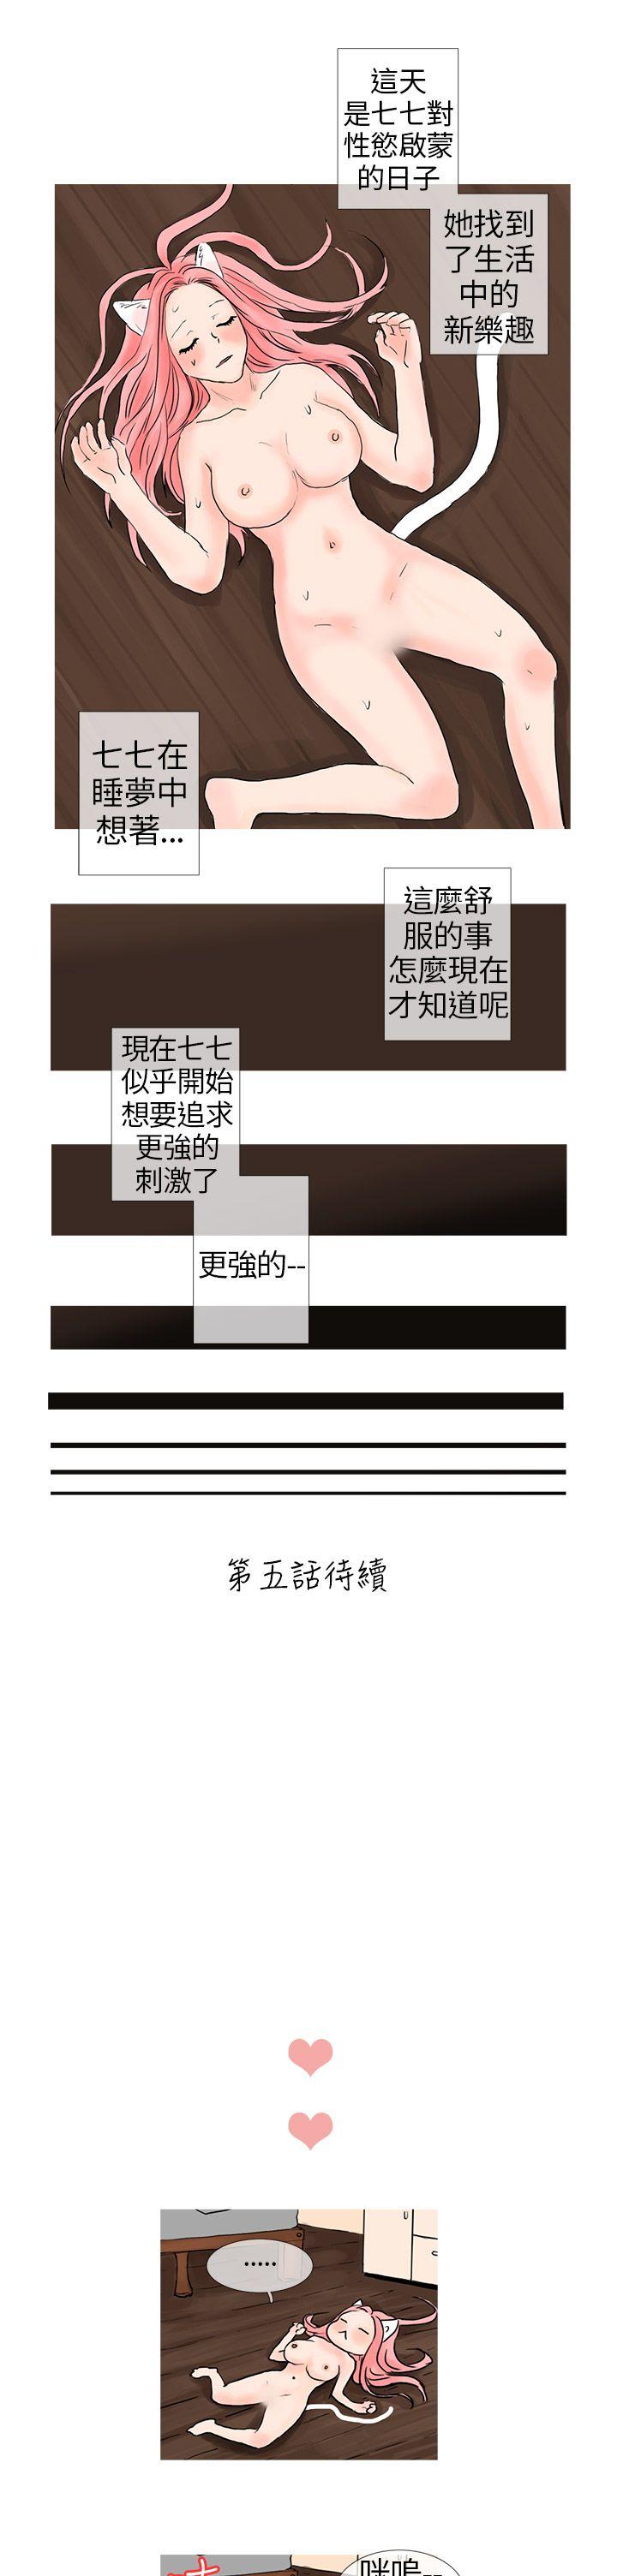 這天
是七七對
性慾啟蒙
的日子
她找到
了生活
中的
新樂趣
七七在
睡夢中
想著...
這麼舒
服的事
怎麼現在
才知道呢
現在七七
似乎開始
想要追求
更強的
刺激了
更強的--
第五話待續
.....
咪嗚--